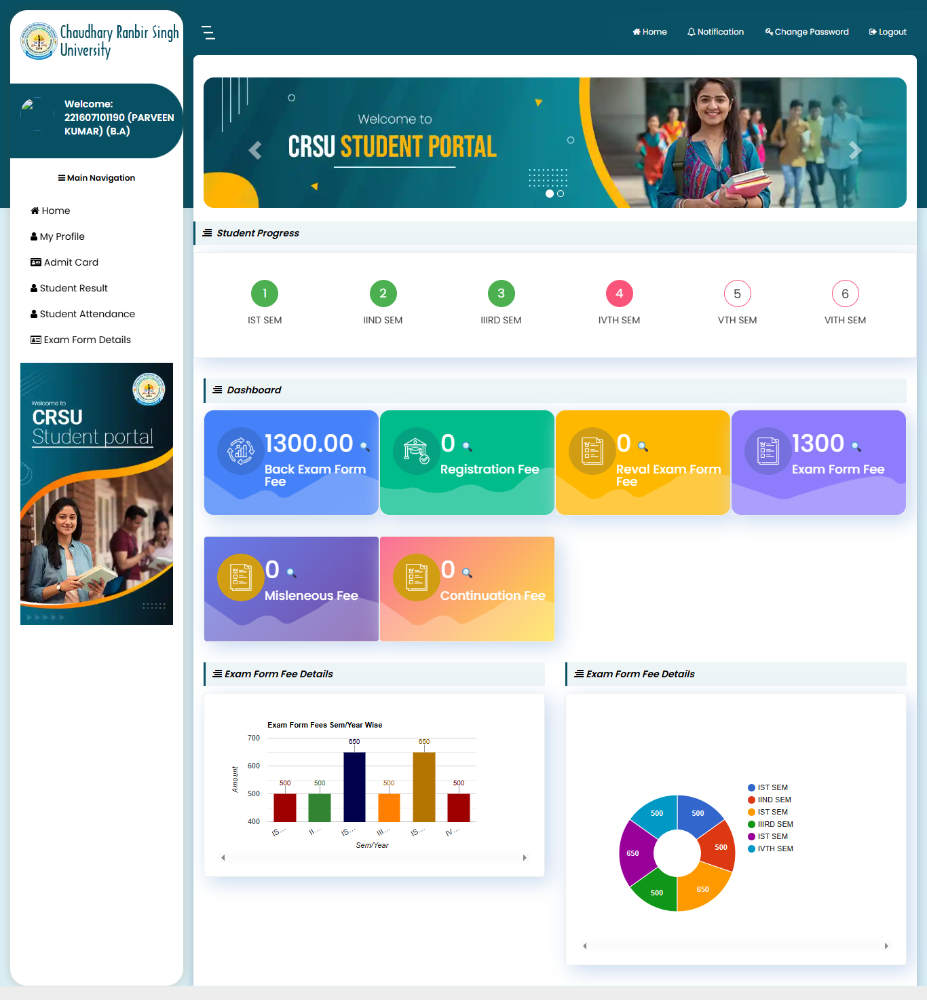 Chaudhary Ranbir Singh
University
Home
Notification
Change Password
Logout
Welcome:
221607101190 (PARVEEN
KUMAR) (B.A)
Main Navigation
Home
My Profile
Admit Card
Student Result
Student Attendance
Exam Form Details
Welcome to
CRSU
Student portal
Welcome to
CRSU STUDENT PORTAL
Student Progress
1
2
3
4
5
6
IST SEM
IIND SEM
IIIRD SEM
IVTH SEM
VTH SEM
VITH SEM
Dashboard
1300.00
Back Exam Form
Fee
0
Registration Fee
0
Reval Exam Form
Fee
1300
Exam Form Fee
0
Misleneous Fee
0
Continuation Fee
Exam Form Fee Details
Exam Form Fees Sem/Year Wise
700
600
500
400
Amount
500
500
650
500
650
500
IS...
II...
IS...
III...
IS...
IV...
Sem/Year
Exam Form Fee Details
500
500
650
500
650
500
IST SEM
IIND SEM
IST SEM
IIIRD SEM
IST SEM
IVTH SEM